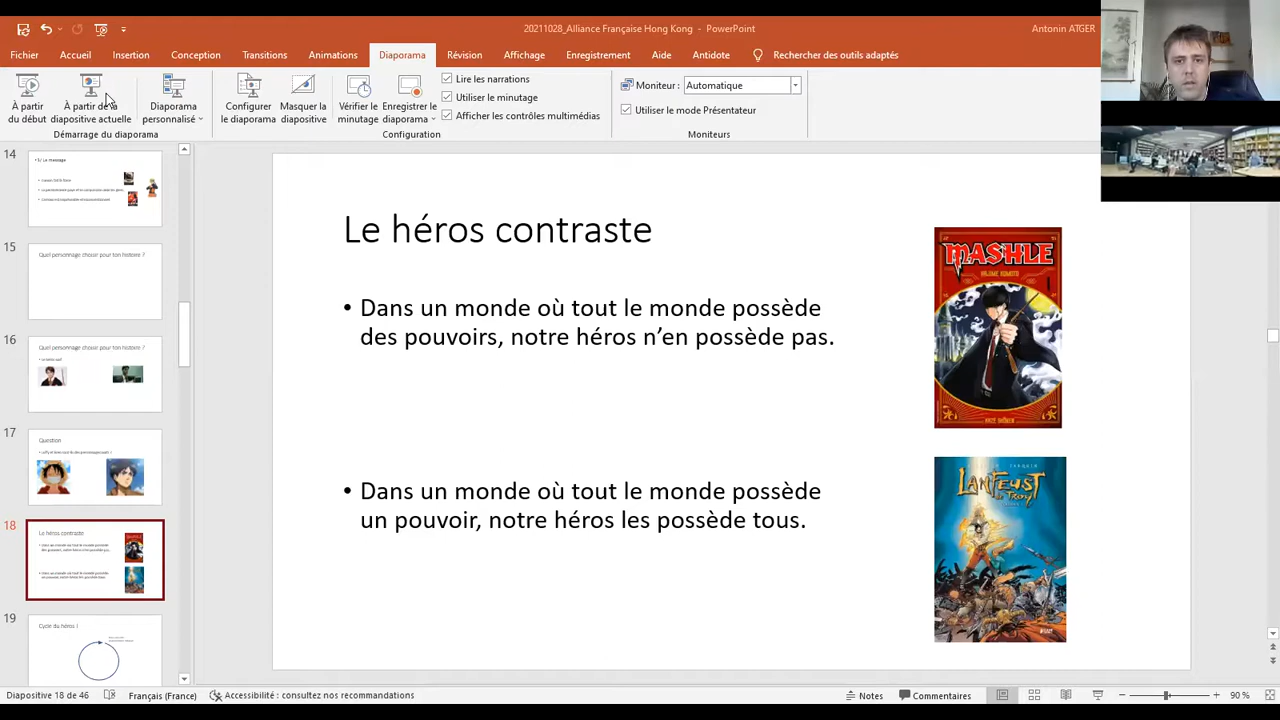 20211028_Alliance Française Hong Kong - PowerPoint
Antonin ATGER
Fichier
Accueil
Insertion
Conception
Transitions
Animations
Diaporama
Révision
Affichage
Enregistrement
Aide
Antidote
Rechercher des outils adaptés
À partir
du début
À partir de la
diapositive actuelle
Diaporama
personnalisé
Configurer
le diaporama
Masquer la
diapositive
Vérifier le
minutage
Enregistrer le
diaporama
Lire les narrations
Utiliser le minutage
Afficher les contrôles multimédias
Moniteur :
Automatique
Utiliser le mode Présentateur
Démarrage du diaporama
Configuration
Moniteurs
14
15
Quel personnage choisir pour ton histoire ?
16
Quel personnage choisir pour ton histoire ?
17
Question
18
Le héros contraste
19
Cycle du héros !
Le héros contraste
• Dans un monde où tout le monde possède
des pouvoirs, notre héros n'en possède pas.
• Dans un monde où tout le monde possède
un pouvoir, notre héros les possède tous.
MASHLE
HAJIME KOMOTO
LANFEUST
Diapositive 18 de 46
Français (France)
Accessibilité : consultez nos recommandations
Notes
Commentaires
90 %